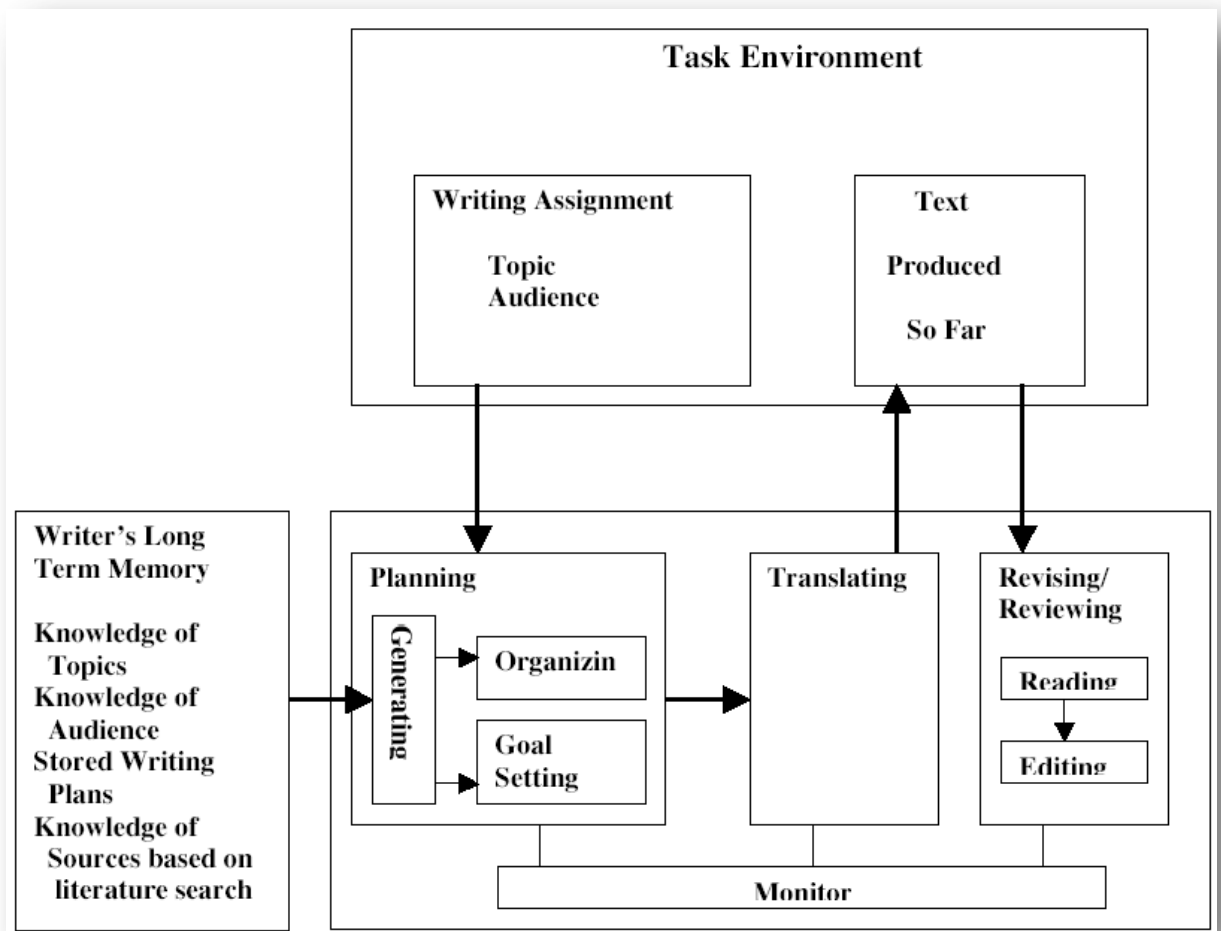 Task Environment
Writing Assignment
Topic
Audience
Text
Produced
So Far
Writer's Long
Term Memory
Knowledge of
Topics
Knowledge of
Audience
Stored Writing
Plans
Knowledge of
Sources based on
literature search
Planning
Generating
Organizin
Goal
Setting
Translating
Revising/
Reviewing
Reading
Editing
Monitor